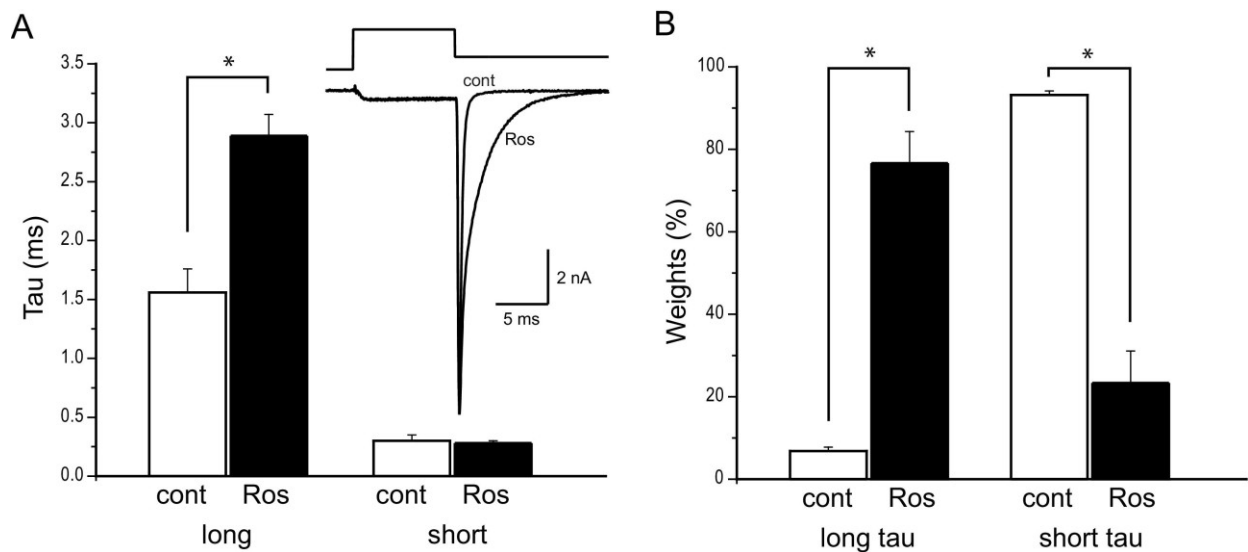 A
Tau (ms)
3.5
3.0
2.5
2.0
1.5
1.0
0.5
0.0
*
cont
Ros
2 nA
5 ms
cont Ros cont Ros
long short
B
Weights (%)
100
80
60
40
20
0
* *
cont Ros cont Ros
long tau short tau